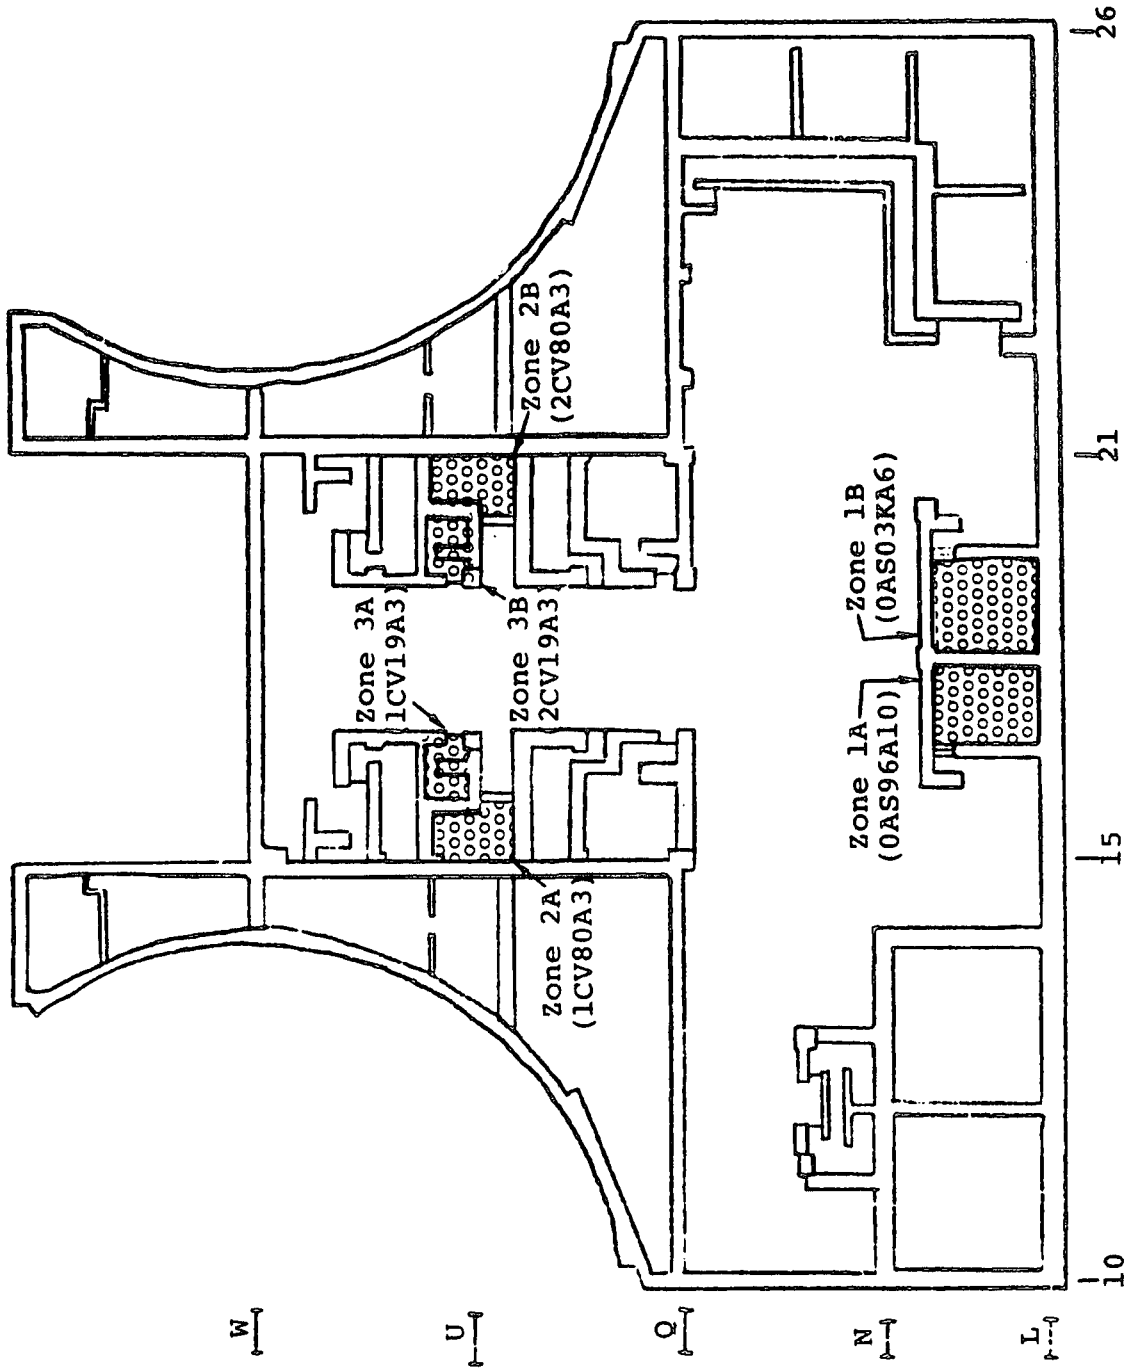 W
Zone 3A
1CV19A3)
U
Zone 3B
2CV19A3)
Zone 2B
(2CV80A3)
Zone 2A
(1CV80A3)
Q
Zone 1A
(0AS96A10)
Zone 1B
(0AS03KA6)
N
L
10
15
21
26